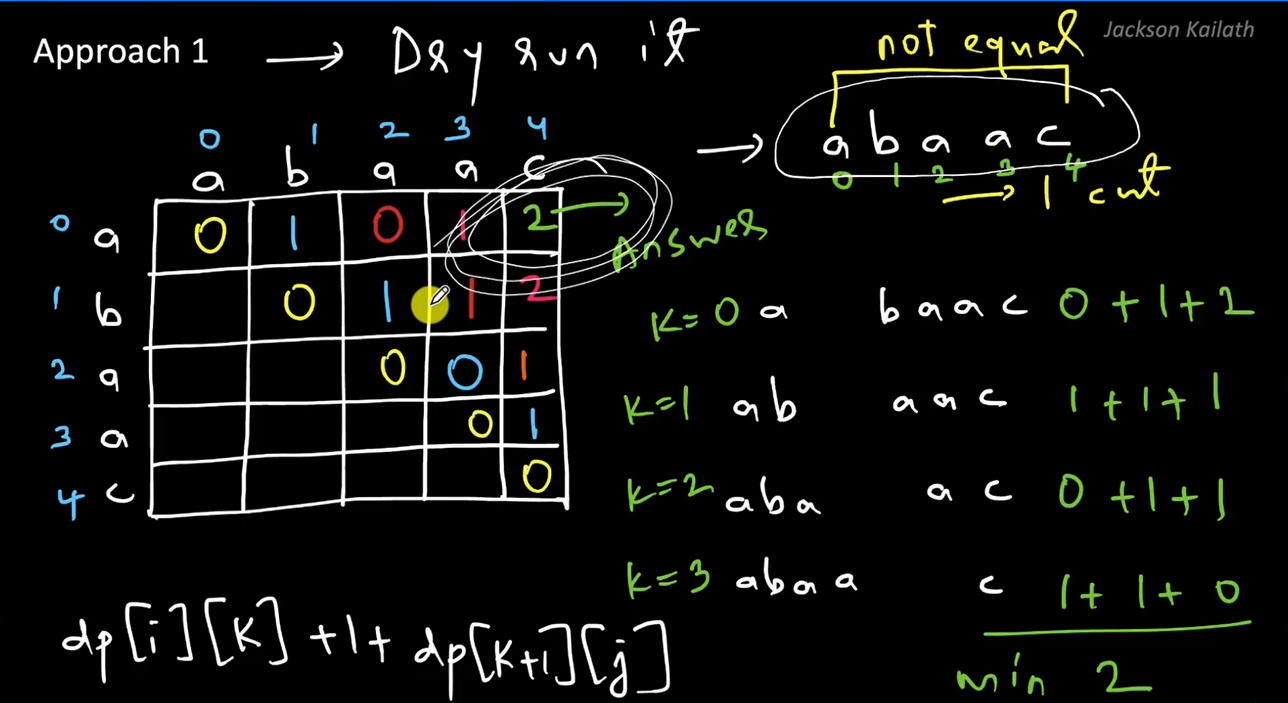 Approach 1 → Dry run it
Jackson Kailath
not equal
→ a b a a c
0 1 2 3 4
→ 1 cut
0 1 2 3 4
a b a a c
0 a 0 1 0 1 2 → Answer
1 b 0 1 1 2
2 a 0 0 1
3 a 0 1
4 c 0
K=0 a baac 0+1+2
K=1 ab aac 1+1+1
K=2 aba ac 0+1+1
K=3 abaa c 1+1+0
min 2
dp[i][K] +1+ dp[K+1][j]